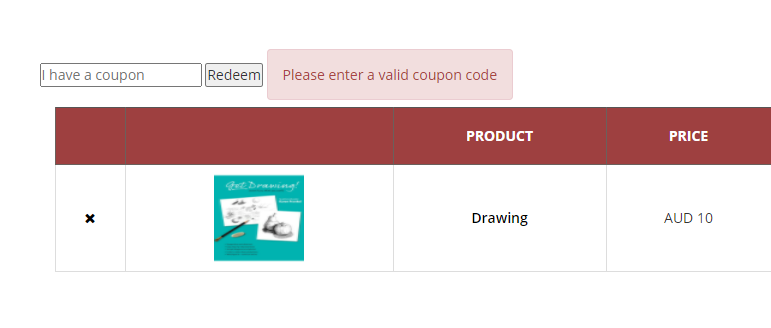 I have a coupon Redeem Please enter a valid coupon code
PRODUCT PRICE
Get Drawing!
✖ Drawing AUD 10